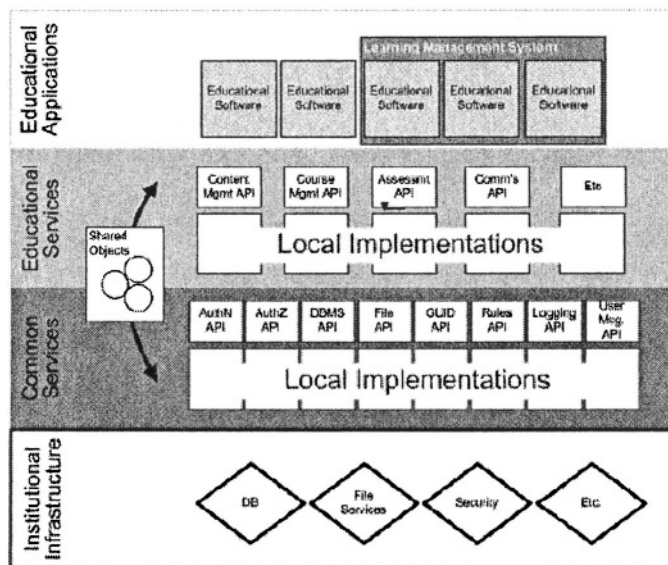 Educational
Applications
Learning Management System
Educational
Software
Educational
Software
Educational
Software
Educational
Software
Educational
Software
Educational
Services
Content
Mgmt API
Course
Mgmt API
Assessmt
API
Comm's
API
Etc
Shared
Objects
Local Implementations
Common
Services
AuthN
API
AuthZ
API
DBMS
API
File
API
GUID
API
Rules
API
Logging
API
User
Msg.
API
Local Implementations
Institutional
Infrastructure
DB
File
Services
Security
Etc.